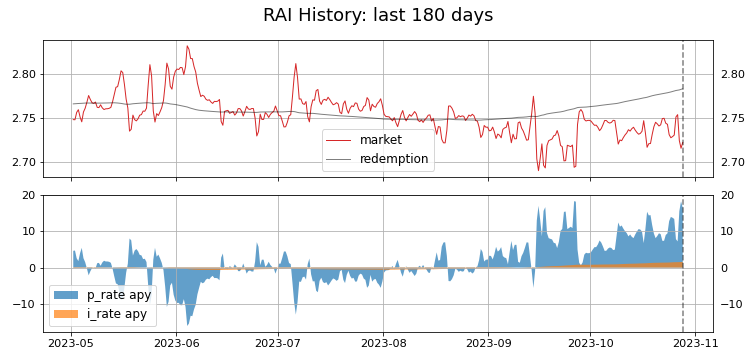 RAI History: last 180 days
2.80 2.80
2.75 2.75
2.70 2.70
market
redemption
20 20
10 10
0 0
−10 −10
p_rate apy
i_rate apy
2023-05 2023-06 2023-07 2023-08 2023-09 2023-10 2023-11